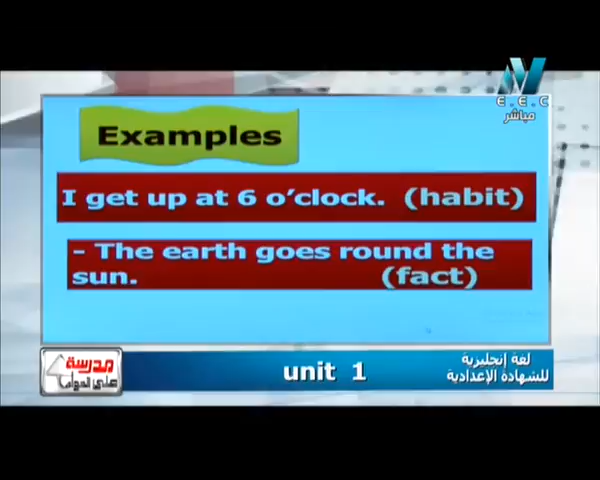 E.E.C
مباشر
Examples
I get up at 6 o’clock. (habit)
- The earth goes round the
sun. (fact)
مدرسة
على الهواء
unit 1
لغة إنجليزية
للشهادة الإعدادية